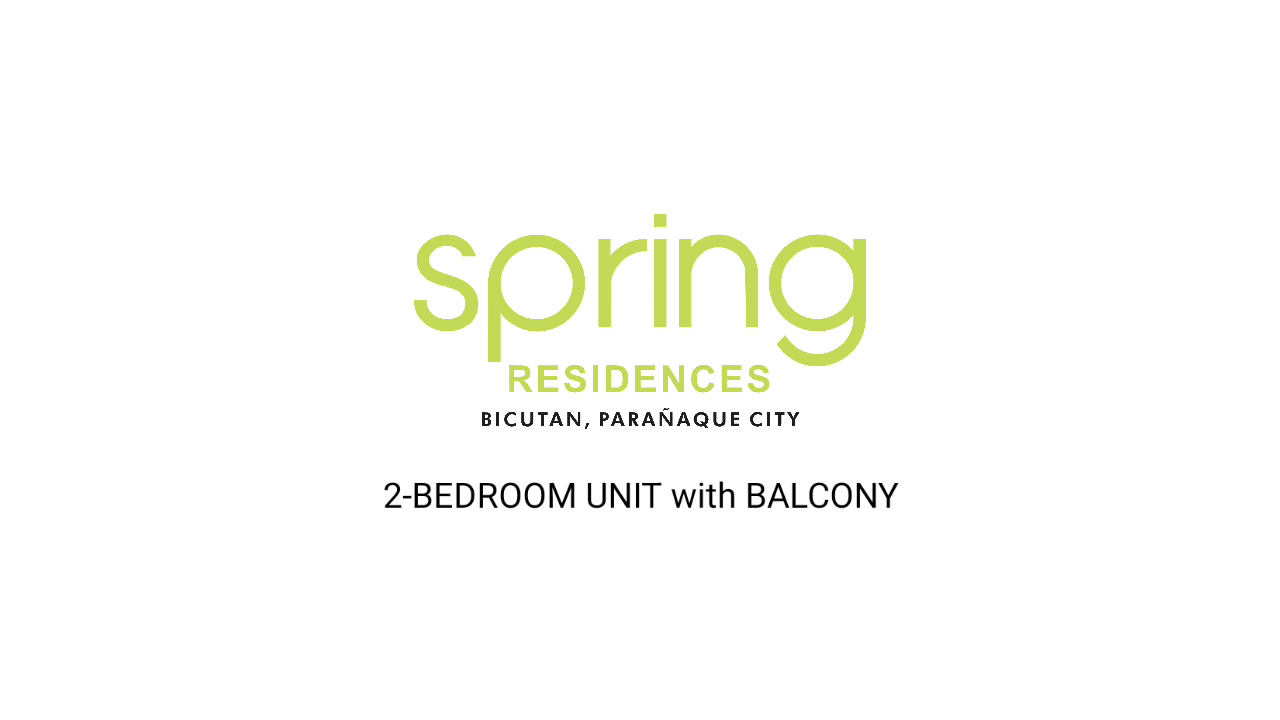 spring
RESIDENCES
BICUTAN, PARAÑAQUE CITY
2-BEDROOM UNIT with BALCONY